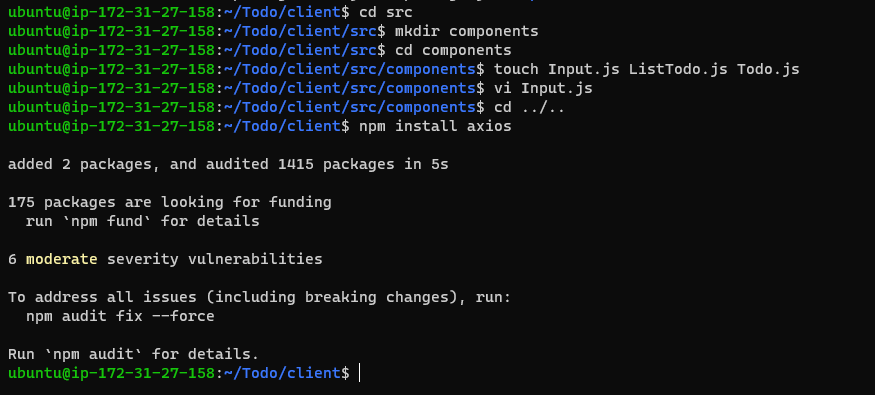 ubuntu@ip-172-31-27-158:~/Todo/client$ cd src
ubuntu@ip-172-31-27-158:~/Todo/client/src$ mkdir components
ubuntu@ip-172-31-27-158:~/Todo/client/src$ cd components
ubuntu@ip-172-31-27-158:~/Todo/client/src/components$ touch Input.js ListTodo.js Todo.js
ubuntu@ip-172-31-27-158:~/Todo/client/src/components$ vi Input.js
ubuntu@ip-172-31-27-158:~/Todo/client/src/components$ cd ../..
ubuntu@ip-172-31-27-158:~/Todo/client$ npm install axios
added 2 packages, and audited 1415 packages in 5s
175 packages are looking for funding
  run `npm fund` for details
6 moderate severity vulnerabilities
To address all issues (including breaking changes), run:
  npm audit fix --force
Run `npm audit` for details.
ubuntu@ip-172-31-27-158:~/Todo/client$